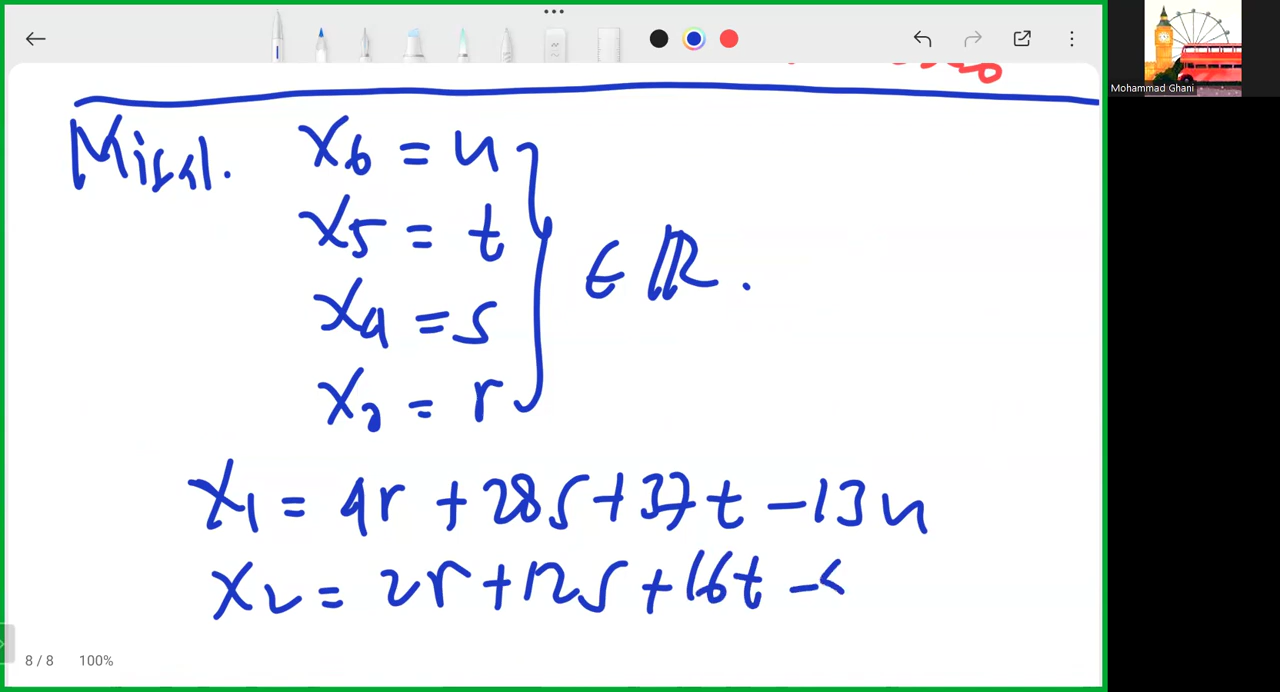 Mohammad Ghani
Misal.
x6 = u
x5 = t
x4 = s
x3 = r
} ∈ ℝ.
x1 = 4r + 28s + 37t - 13u
x2 = 2r + 12s + 16t -
8 / 8 100%